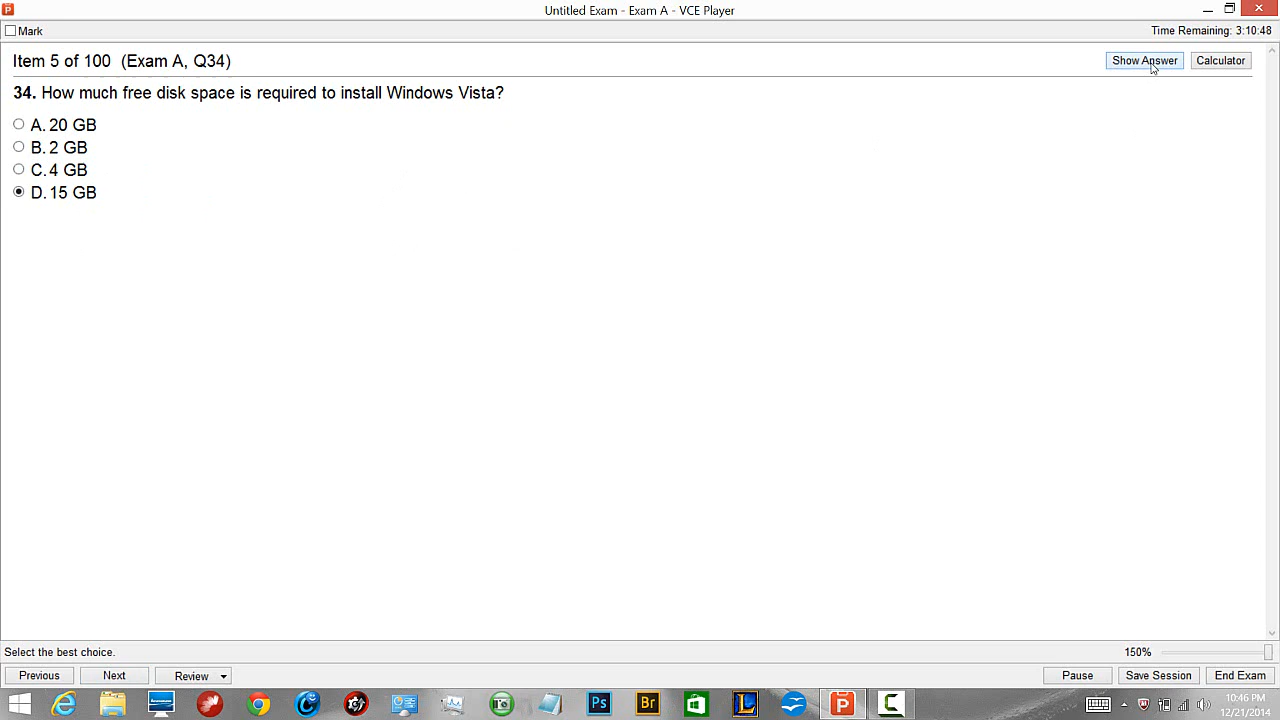 Untitled Exam - Exam A - VCE Player
Mark
Time Remaining: 3:10:48
Item 5 of 100 (Exam A, Q34)
Show Answer
Calculator
34. How much free disk space is required to install Windows Vista?
A. 20 GB
B. 2 GB
C. 4 GB
D. 15 GB
Select the best choice.
150%
Previous
Next
Review
Pause
Save Session
End Exam
Ps
Br
L
P
C
10:46 PM
12/21/2014